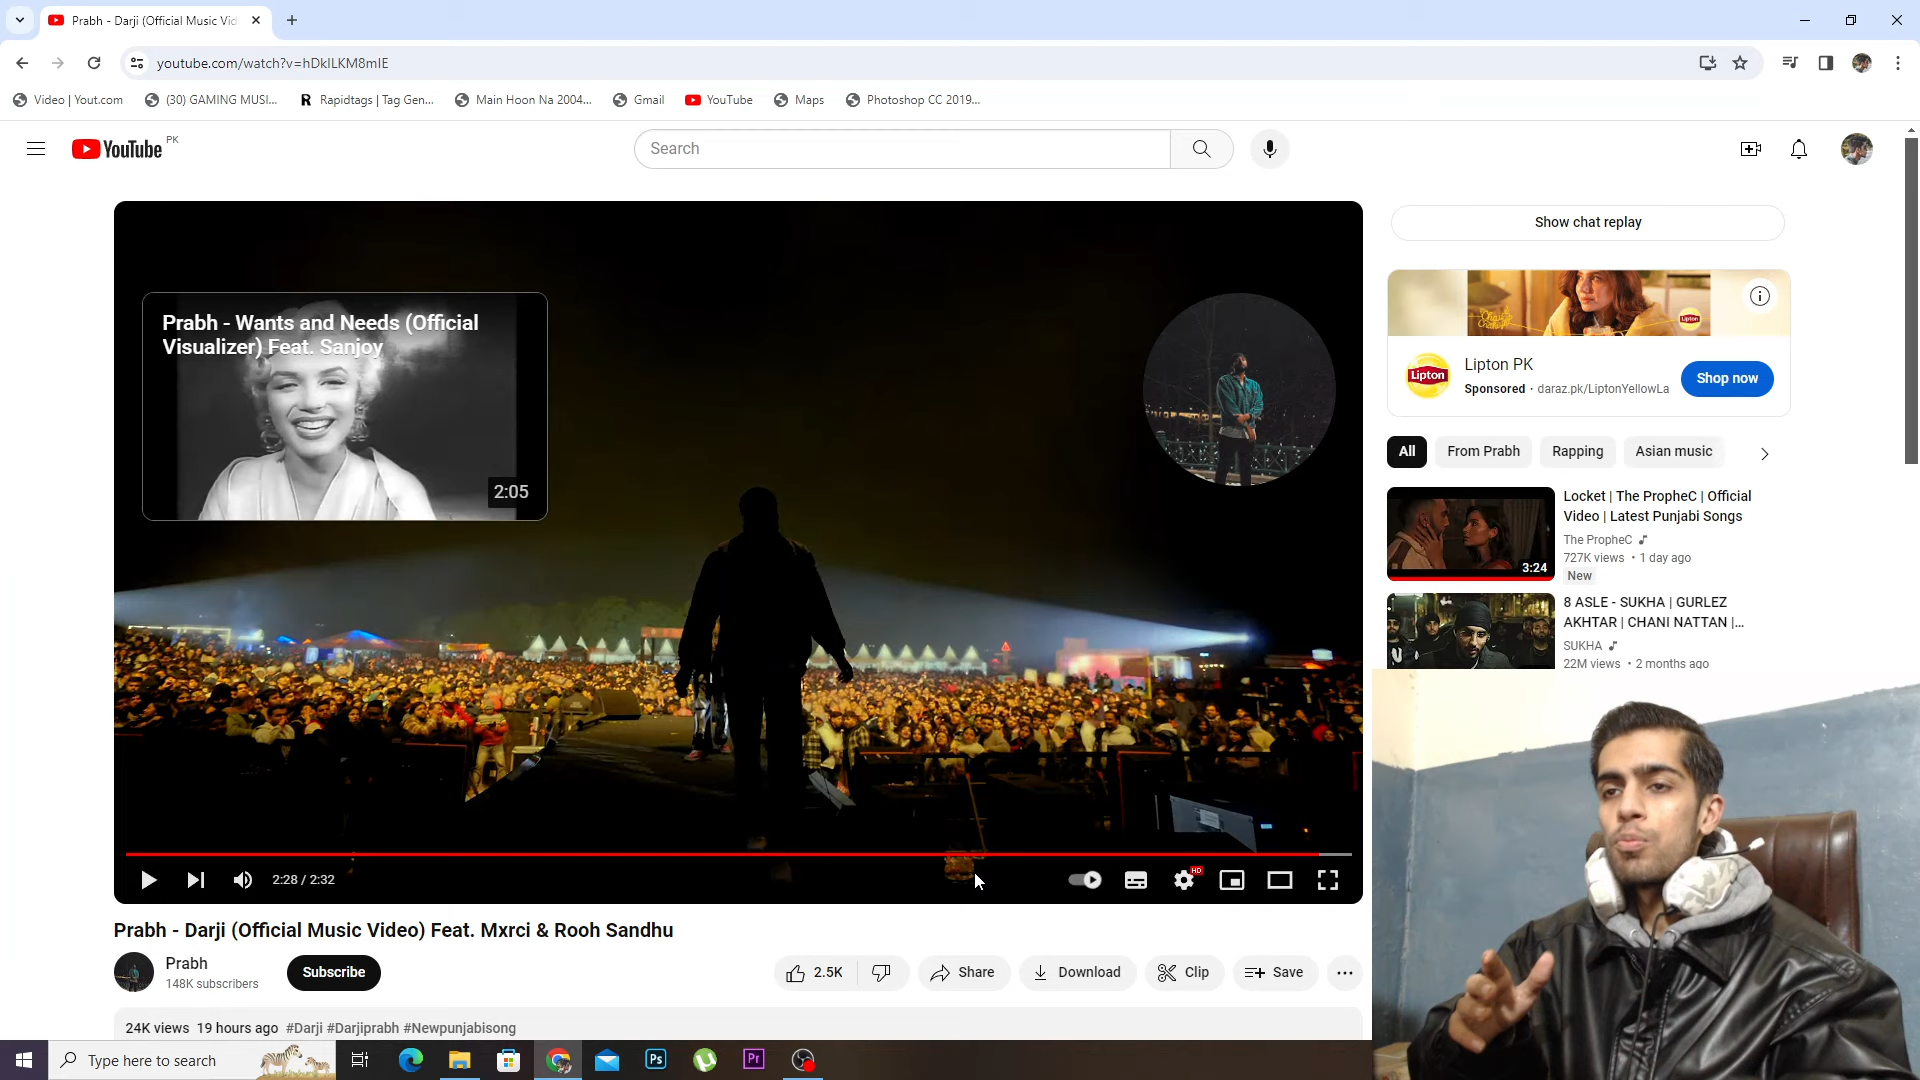 Prabh - Darji (Official Music Vid
youtube.com/watch?v=hDkILKM8mIE
Video | Yout.com
(30) GAMING MUSI...
Rapidtags | Tag Gen...
Main Hoon Na 2004...
Gmail
YouTube
Maps
Photoshop CC 2019...
YouTube PK
Search
Show chat replay
Prabh - Wants and Needs (Official
Visualizer) Feat. Sanjoy
2:05
Lipton
Lipton
Lipton PK
Sponsored · daraz.pk/LiptonYellowLa
Shop now
All
From Prabh
Rapping
Asian music
Locket | The PropheC | Official
Video | Latest Punjabi Songs
The PropheC
727K views • 1 day ago
New
3:24
8 ASLE - SUKHA | GURLEZ
AKHTAR | CHANI NATTAN |...
SUKHA
22M views • 2 months ago
2:28 / 2:32
HD
Prabh - Darji (Official Music Video) Feat. Mxrci & Rooh Sandhu
Prabh
148K subscribers
Subscribe
2.5K
Share
Download
Clip
Save
24K views 19 hours ago #Darji #Darjiprabh #Newpunjabisong
Type here to search
Ps
Pr